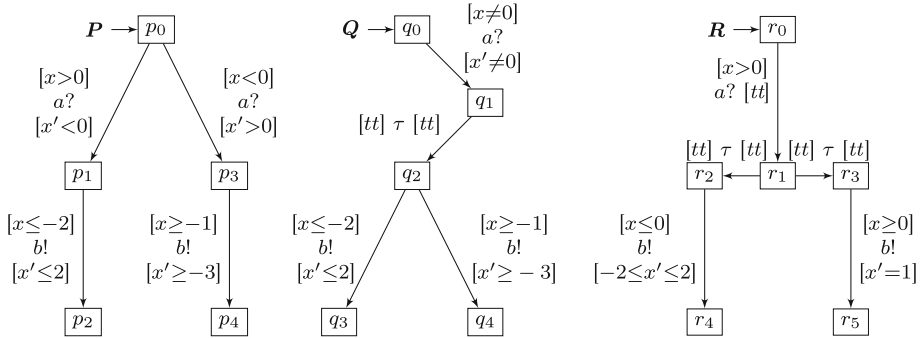 P p₀
[x>0]
a?
[x′<0]
[x<0]
a?
[x′>0]
p₁
p₃
[x≤−2]
b!
[x′≤2]
[x≥−1]
b!
[x′≥−3]
p₂
p₄
Q q₀
[x≠0]
a?
[x′≠0]
q₁
[tt] τ [tt]
q₂
[x≤−2]
b!
[x′≤2]
[x≥−1]
b!
[x′≥ − 3]
q₃
q₄
R r₀
[x>0]
a? [tt]
[tt] τ [tt]
[tt] τ [tt]
r₂
r₁
r₃
[x≤0]
b!
[−2≤x′≤2]
[x≥0]
b!
[x′=1]
r₄
r₅